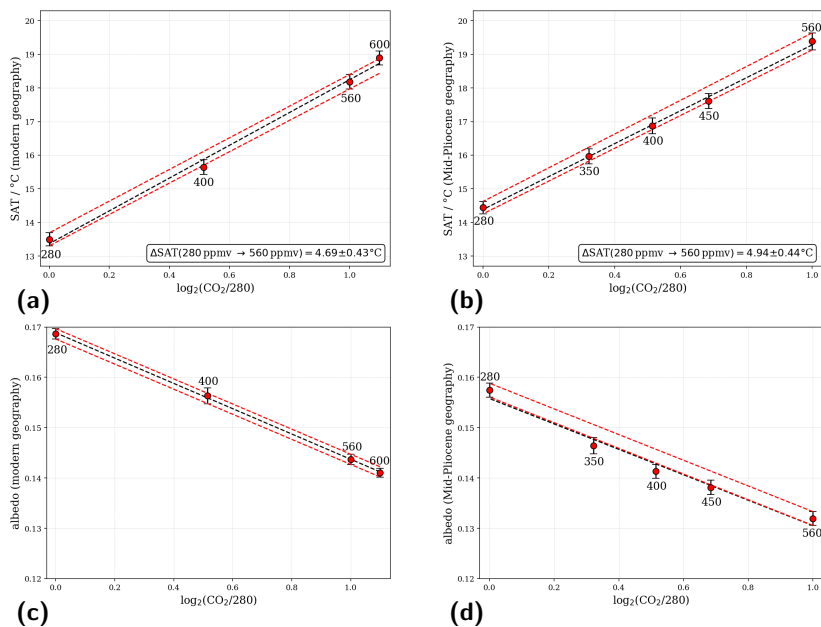 20
19
18
17
16
15
14
13
SAT / °C (modern geography)
600
560
400
280
ΔSAT(280 ppmv → 560 ppmv) = 4.69±0.43°C
0.0 0.2 0.4 0.6 0.8 1.0
log₂(CO₂/280)
(a)
20
19
18
17
16
15
14
13
SAT / °C (Mid-Pliocene geography)
560
450
400
350
280
ΔSAT(280 ppmv → 560 ppmv) = 4.94±0.44°C
0.0 0.2 0.4 0.6 0.8 1.0
log₂(CO₂/280)
(b)
0.17
0.16
0.15
0.14
0.13
0.12
albedo (modern geography)
280
400
560
600
0.0 0.2 0.4 0.6 0.8 1.0
log₂(CO₂/280)
(c)
0.17
0.16
0.15
0.14
0.13
0.12
albedo (Mid-Pliocene geography)
280
350
400
450
560
0.0 0.2 0.4 0.6 0.8 1.0
log₂(CO₂/280)
(d)